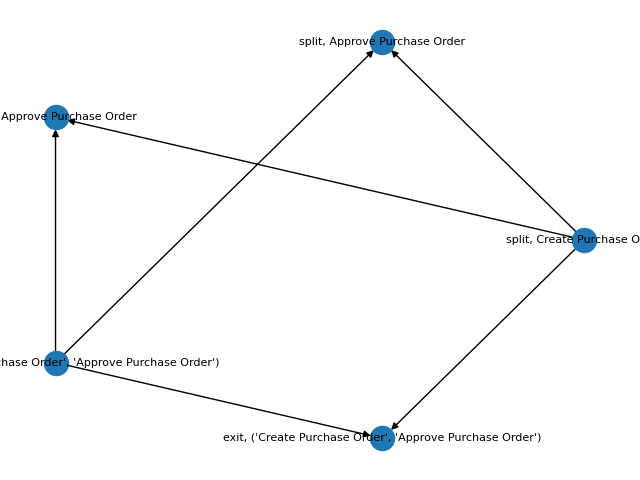 split, Approve Purchase Order
Approve Purchase Order
split, Create Purchase O
chase Order', 'Approve Purchase Order')
exit, ('Create Purchase Order', 'Approve Purchase Order')